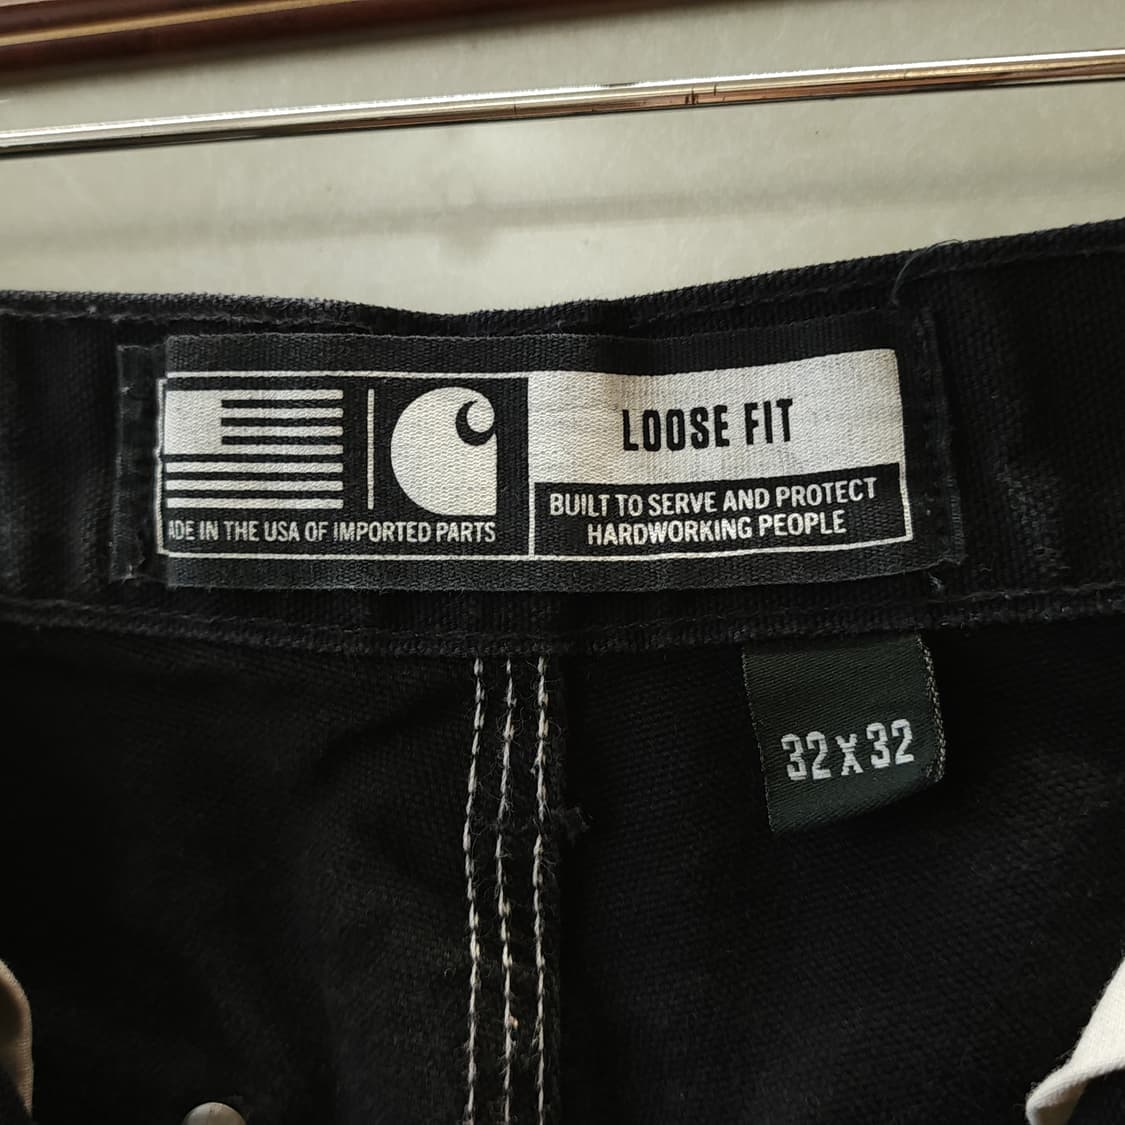 LOOSE FIT
ADE IN THE USA OF IMPORTED PARTS
BUILT TO SERVE AND PROTECT
HARDWORKING PEOPLE
32 X 32